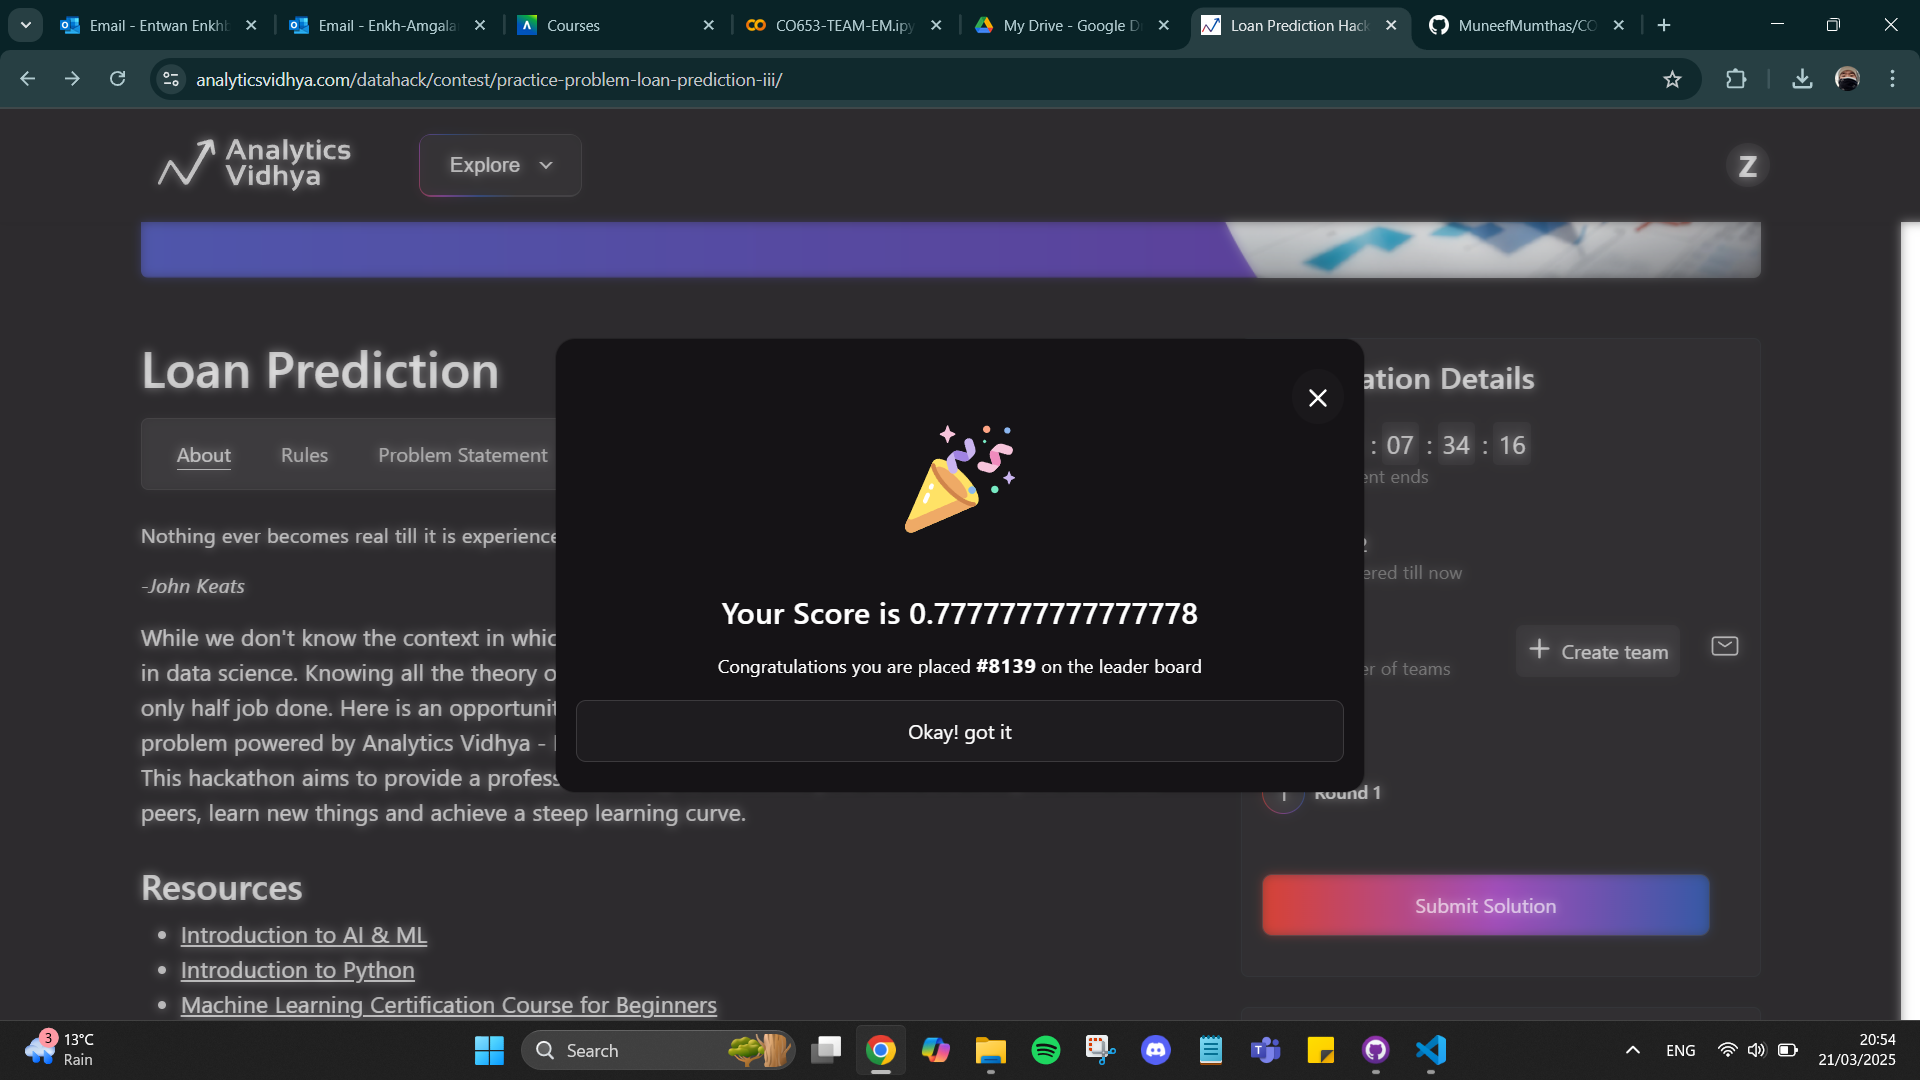 Email - Entwan Enkhb
Email - Enkh-Amgala
Courses
CO653-TEAM-EM.ipy
My Drive - Google D
Loan Prediction Hack
MuneefMumthas/CO
analyticsvidhya.com/datahack/contest/practice-problem-loan-prediction-iii/
Analytics
Vidhya
Explore
Z
Loan Prediction
ation Details
: 07 : 34 : 16
ent ends
About
Rules
Problem Statement
Nothing ever becomes real till it is experience
-John Keats
ered till now
While we don't know the context in whic
in data science. Knowing all the theory o
only half job done. Here is an opportunit
problem powered by Analytics Vidhya -
This hackathon aims to provide a profess
peers, learn new things and achieve a steep learning curve.
Your Score is 0.7777777777777778
Congratulations you are placed #8139 on the leader board
Okay! got it
+ Create team
er of teams
1
Round 1
Submit Solution
Resources
Introduction to AI & ML
Introduction to Python
Machine Learning Certification Course for Beginners
3
13°C
Rain
Search
ENG
20:54
21/03/2025